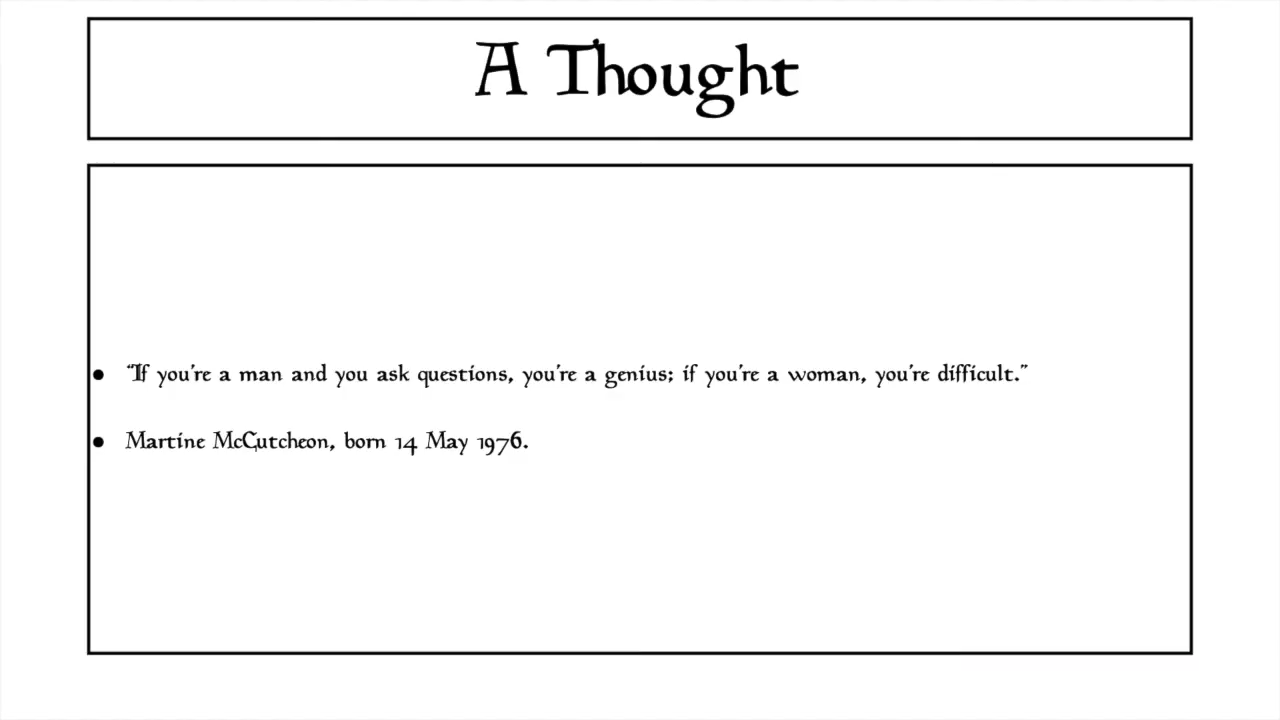 A Thought
• "If you're a man and you ask questions, you're a genius; if you're a woman, you're difficult."
• Martine McCutcheon, born 14 May 1976.